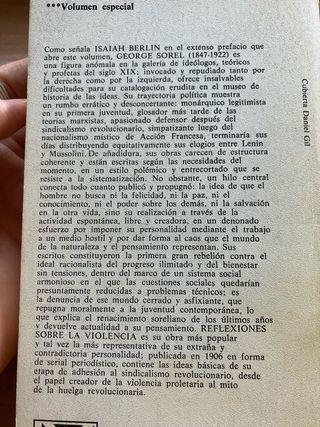 ***Volumen especial
Como señala ISAIAH BERLIN en el extenso prefacio que
abre este volumen, GEORGE SOREL (1847-1922) es
una figura anómala en la galería de ideólogos, teóricos
y profetas del siglo XIX; invocado y repudiado tanto por
la derecha como por la izquierda, ofrece insalvables
dificultades para su catalogación erudita en el museo de
historia de las ideas. Su trayectoria política muestra
un rumbo errático y desconcertante: monárquico legitimista
en su primera juventud, glosador más tarde de las
teorías marxistas, apasionado defensor después del
sindicalismo revolucionario, simpatizante luego del
nacionalismo místico de Acción Francesa, terminaría sus
días distribuyendo equitativamente sus elogios entre Lenin
y Mussolini. De añadidura, sus obras carecen de estructura
coherente y están escritas según las necesidades del
momento, en un estilo polémico y entrecortado que se
resiste a la sistematización. No obstante, un hilo central
conecta todo cuanto publicó y propugnó: la idea de que el
hombre no busca ni la felicidad, ni la paz, ni el
conocimiento, ni el poder sobre los demás, ni la salvación
en la otra vida, sino su realización a través de la
actividad espontánea, libre y creadora, en un denonado
esfuerzo por imponer su personalidad mediante el trabajo
a un medio hostil y por dar forma al caos que el mundo
de la naturaleza y el pensamiento representan. Sus
escritos constituyeron la primera gran rebelión contra el
ideal racionalista del progreso ilimitado y del bienestar
sin tensiones, dentro del marco de un sistema social
armonioso en el que las cuestiones sociales quedarían
presuntamente reducidas a problemas técnicos; es
la denuncia de ese mundo cerrado y asfixiante, que
repugna moralmente a la juventud contemporánea, lo
que explica el renacimiento soreliano de los últimos años
y devuelve actualidad a su pensamiento. REFLEXIONES
SOBRE LA VIOLENCIA es su obra más popular
y tal vez la más representativa de su extraña y
contradictoria personalidad; publicada en 1906 en forma
de serial periodístico, contiene las ideas básicas de su
etapa de adhesión al sindicalismo revolucionario, desde
el papel creador de la violencia proletaria al mito
de la huelga revolucionaria.
Cubierta Daniel Gil